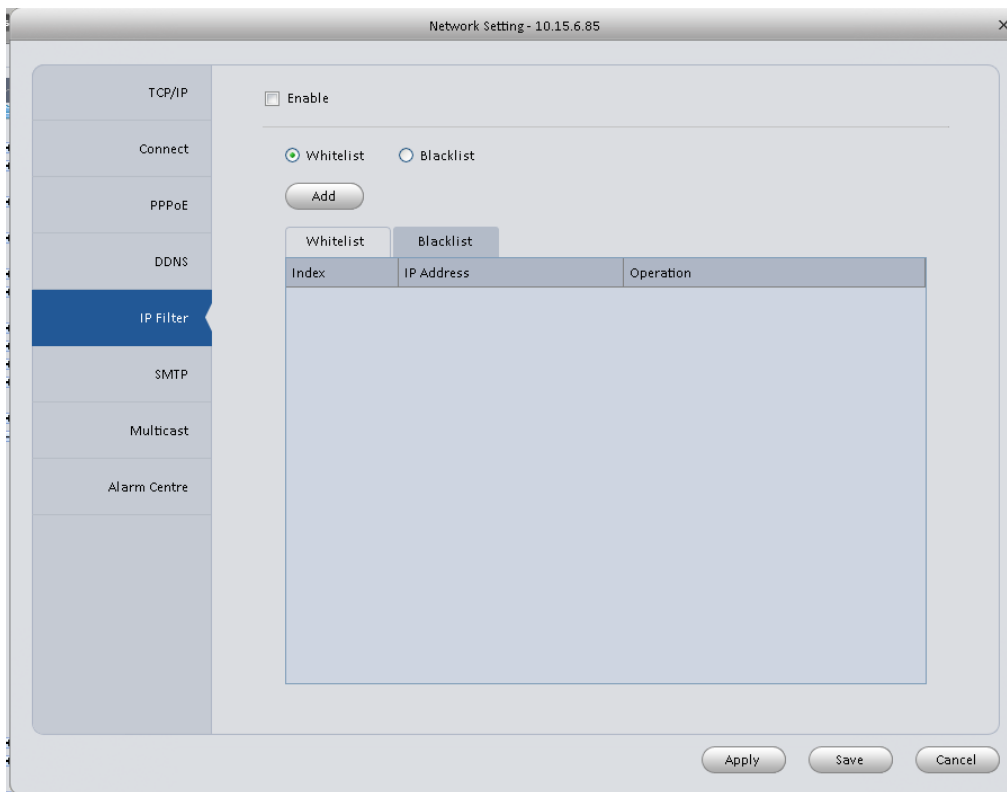 Network Setting - 10.15.6.85
TCP/IP
Connect
PPPoE
DDNS
IP Filter
SMTP
Multicast
Alarm Centre
Enable
Whitelist Blacklist
Add
Whitelist Blacklist
Index IP Address Operation
Apply Save Cancel